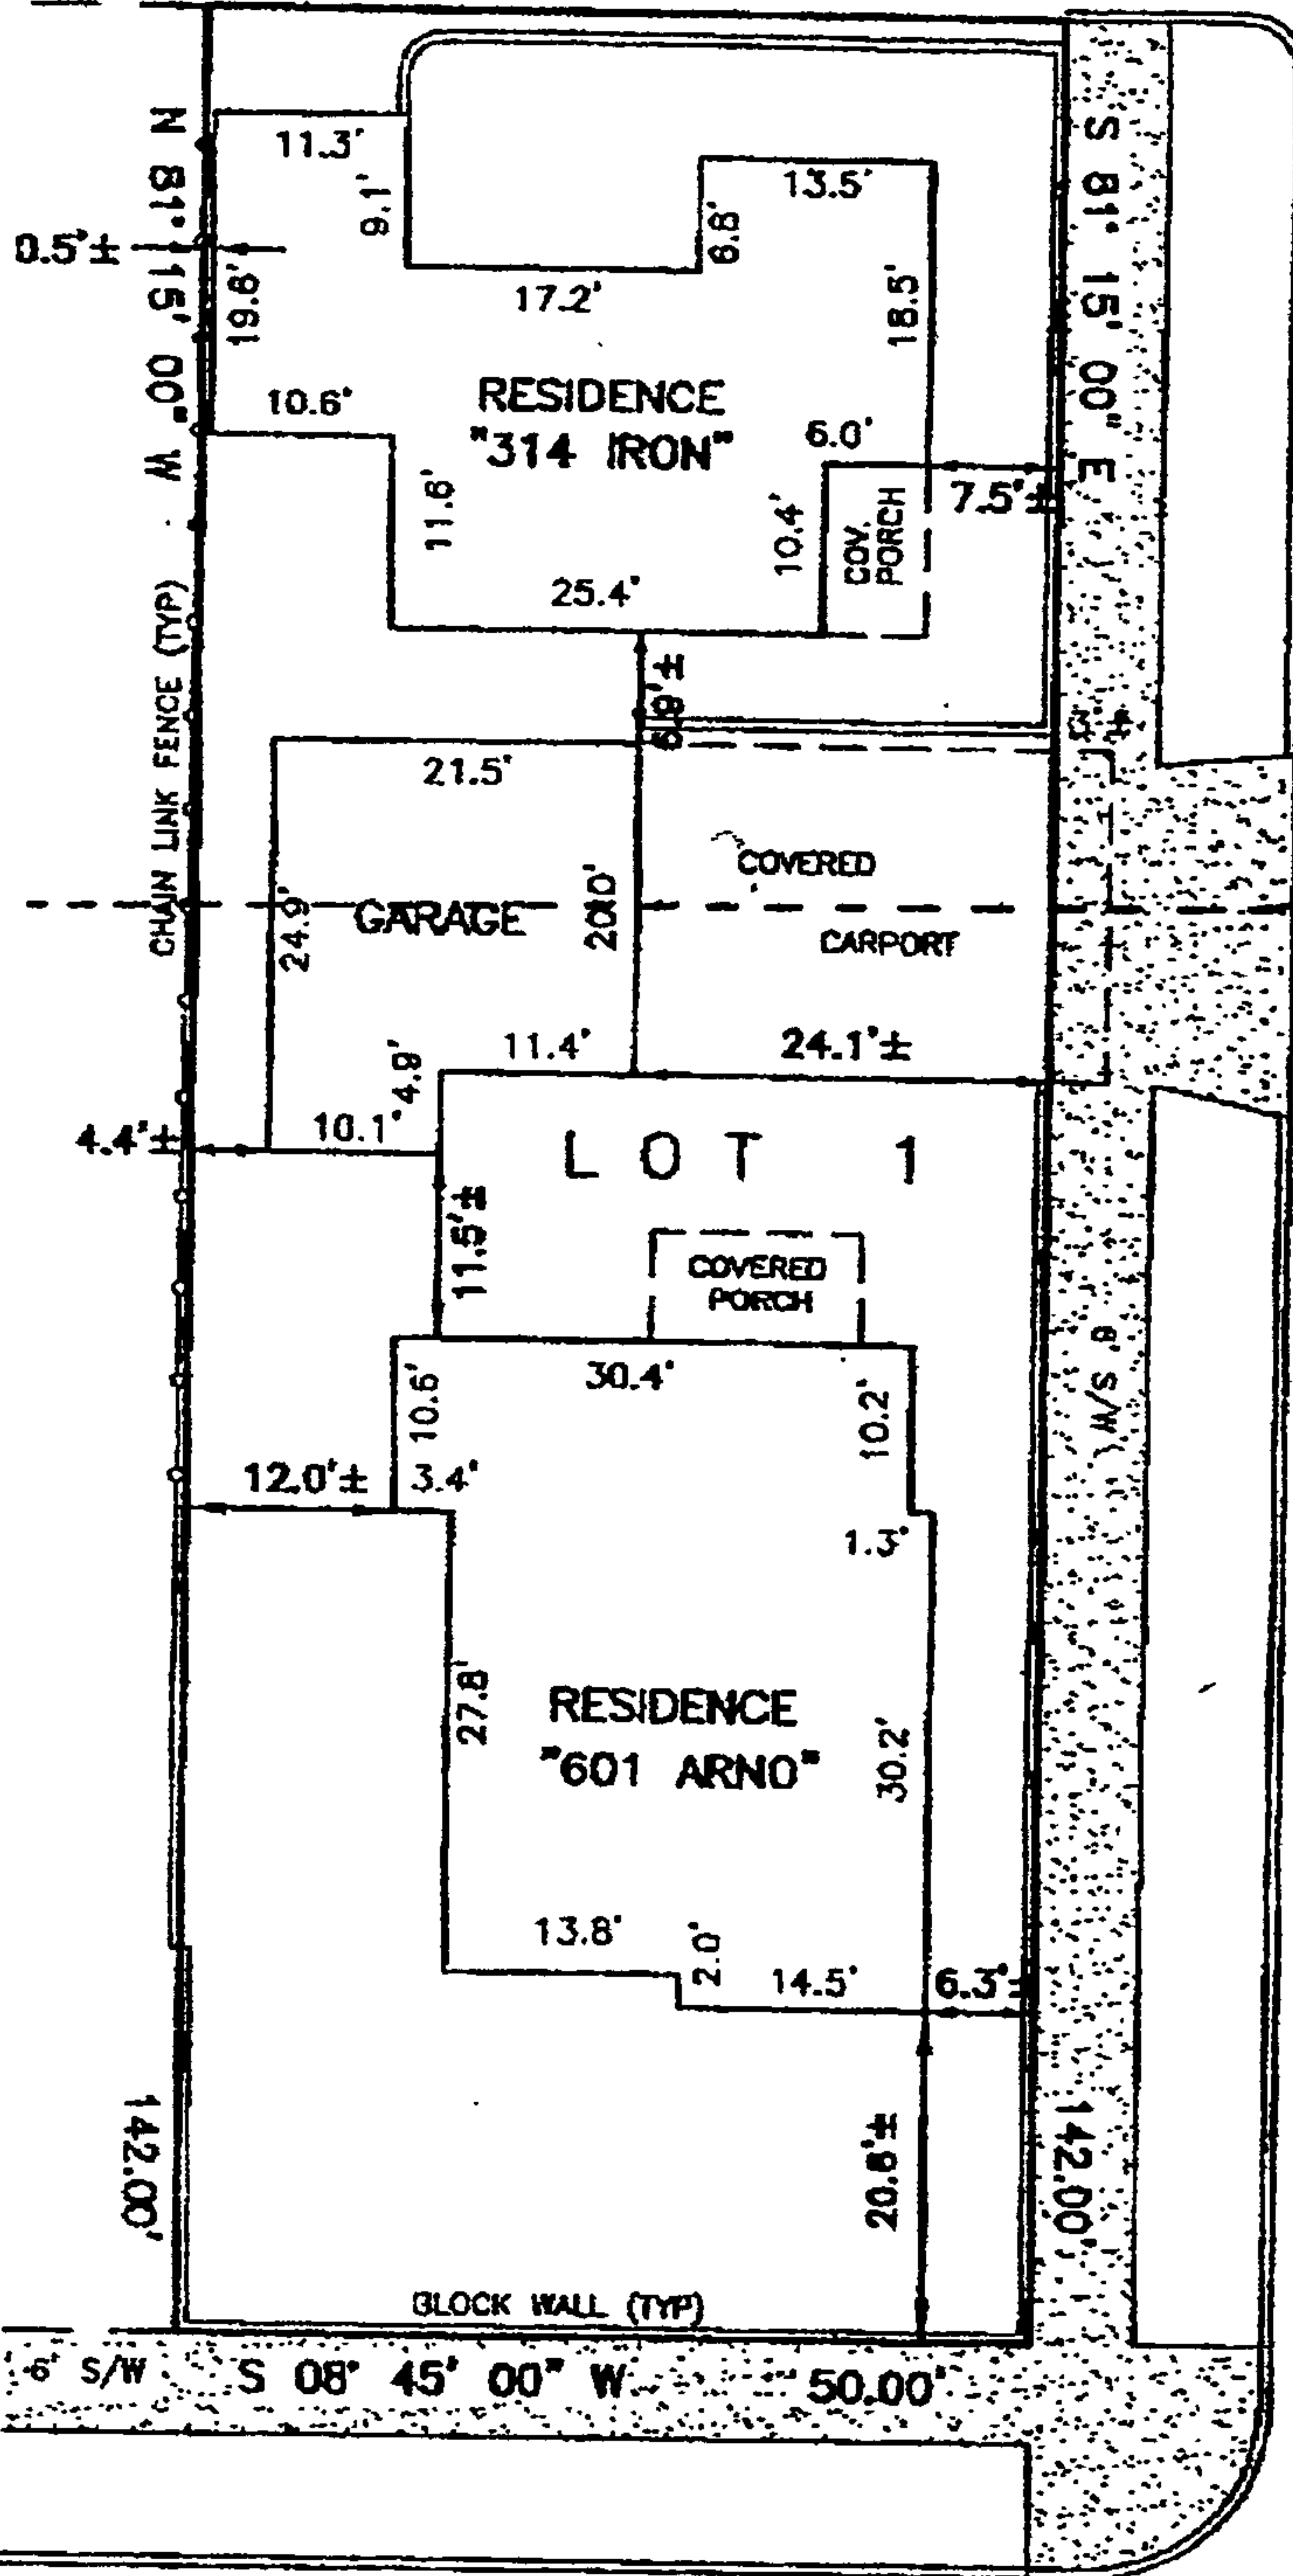 N 81° 15' 00" W
S 81° 15' 00" E
11.3'
9.1'
13.5'
6.8'
0.5'±
19.8'
17.2'
18.5'
RESIDENCE
"314 IRON"
10.6'
6.0'
7.5'±
11.6'
10.4'
COV.
PORCH
25.4'
CHAIN LINK FENCE (TYP)
21.5'
COVERED
CARPORT
GARAGE
24.9'
20.0'
11.4'
24.1'±
4.9'
10.1'
4.4'±
LOT 1
11.5'±
COVERED
PORCH
30.4'
10.6'
10.2'
S/W
12.0'±
3.4'
1.3'
27.8'
RESIDENCE
"601 ARNO"
30.2'
13.8'
2.0'
14.5'
6.3'±
142.00'
142.00'
20.8'±
BLOCK WALL (TYP)
6' S/W
S 08° 45' 00" W
50.00'